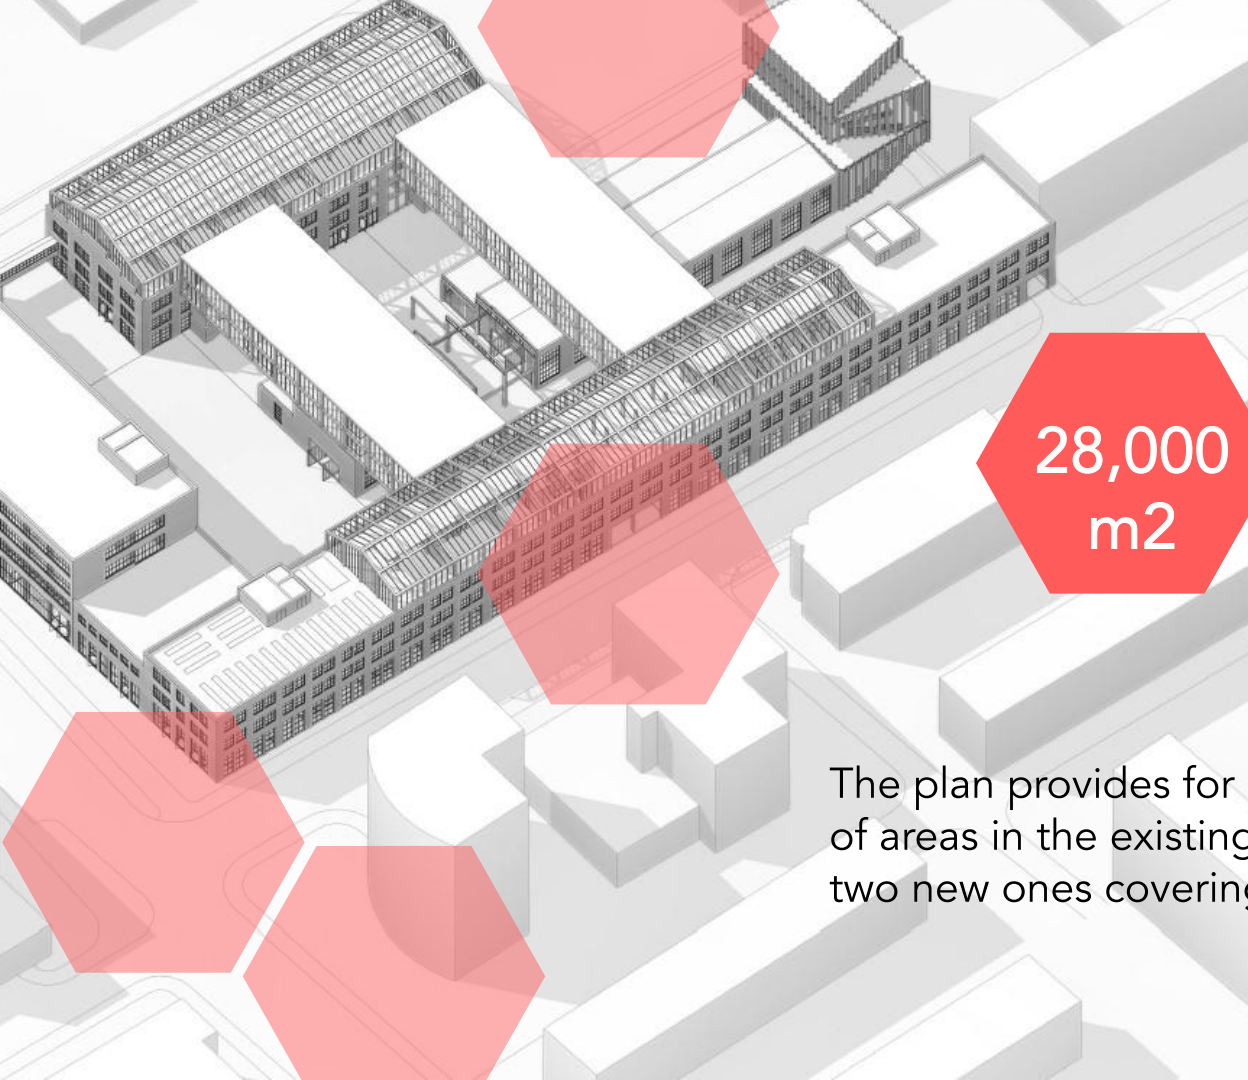 28,000
m2
The plan provides for
of areas in the existing
two new ones covering